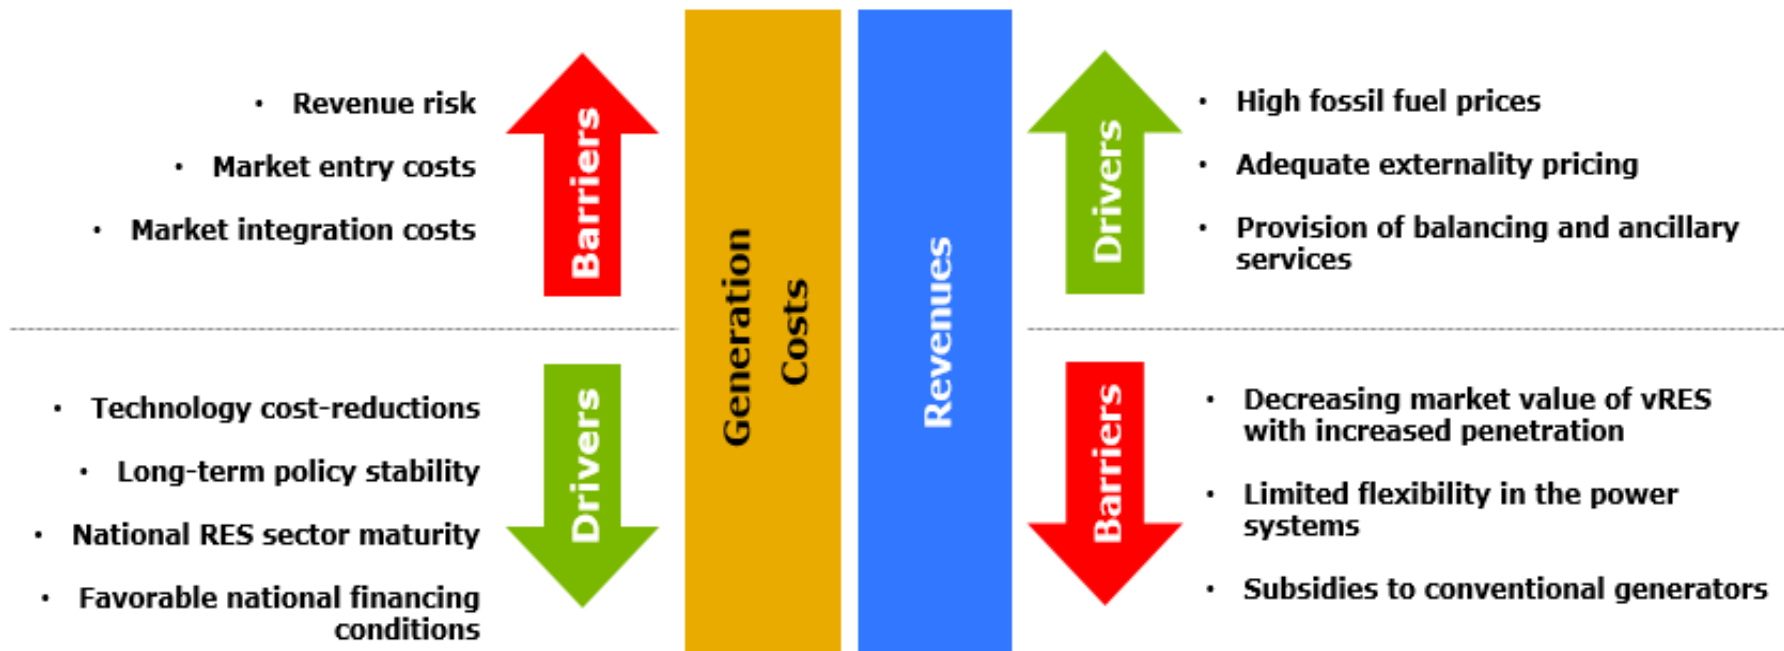 • Revenue risk
• Market entry costs
• Market integration costs
Barriers
• Technology cost-reductions
• Long-term policy stability
• National RES sector maturity
• Favorable national financing
conditions
Drivers
Generation
Costs
Revenues
Drivers
• High fossil fuel prices
• Adequate externality pricing
• Provision of balancing and ancillary
services
Barriers
• Decreasing market value of vRES
with increased penetration
• Limited flexibility in the power
systems
• Subsidies to conventional generators